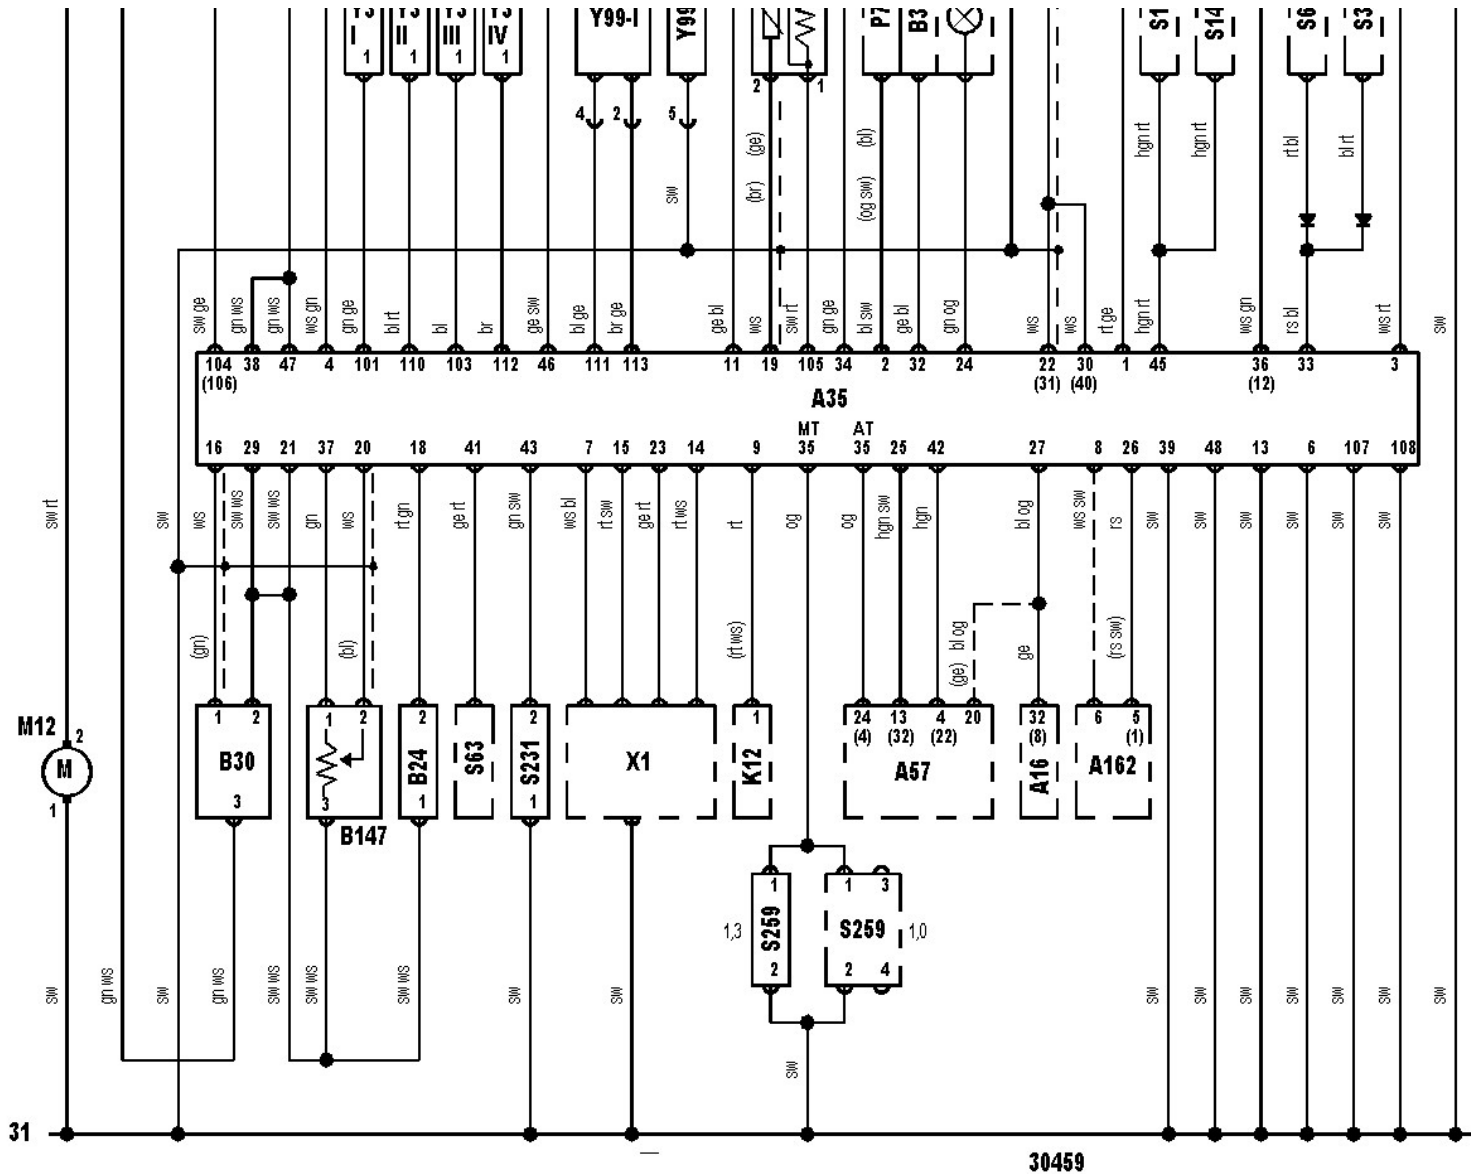 I II III IV Y99-I
1 1 1 1
2 1
4 2 5
(ge) (bl) hgn rt hgn rt rt bl bl rt
sw (br) (og sw)
sw ge gn ws gn ws ws gn gn ge bl rt bl br ge sw bl ge br ge ge bl ws sw rt gn ge bl sw ge bl gn og ws ws rt ge hgn rt ws gn rs bl ws rt sw
104 38 47 4 101 110 103 112 46 111 113 11 19 105 34 2 32 24 22 30 1 45 36 33 3
(106) (31) (40) (12)
A35
MT AT
16 29 21 37 20 18 41 43 7 15 23 14 9 35 35 25 42 27 8 26 39 48 13 6 107 108
sw rt sw ws sw ws sw ws gn ws rt gn ge rt gn sw ws bl rt sw ge rt rt ws rt og og hgn sw hgn bl og ws sw rs sw sw sw sw sw sw
(gn) (bl) (rt ws) (ge) bl og ge (rs sw)
M12 2
1 2 1 2 2 2 1 24 13 4 20 32 6 5
(4) (32) (22) (8) (1)
M B30 B24 S63 S231 X1 K12 A57 A16 A162
1 3 3 1 1
B147
1 1 3
1,3 S259 S259 1,0
2 2 4
sw gn ws sw gn ws sw ws sw ws sw ws sw sw sw sw sw sw sw sw sw
sw
31
30459